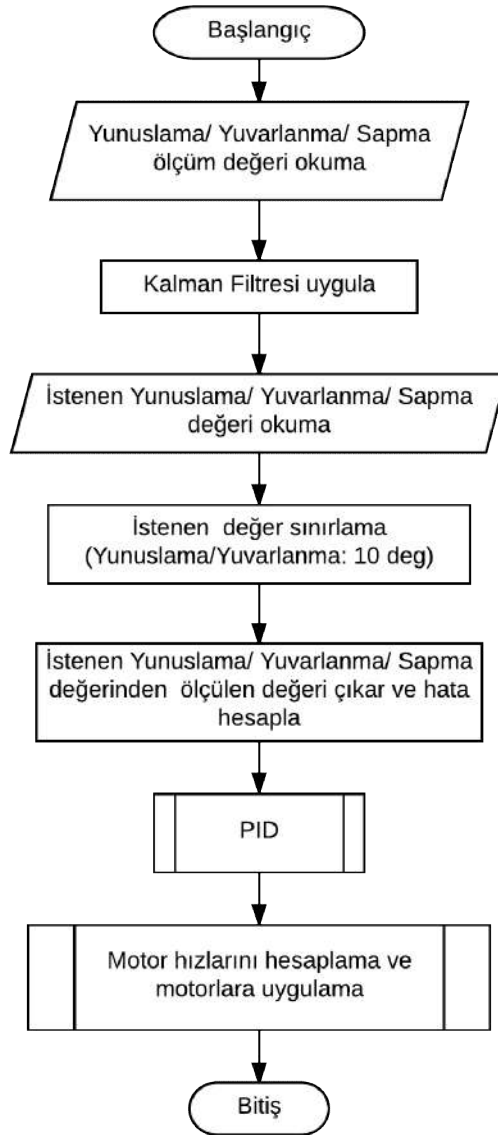 Başlangıç
Yunuslama/ Yuvarlanma/ Sapma
ölçüm değeri okuma
Kalman Filtresi uygula
İstenen Yunuslama/ Yuvarlanma/ Sapma
değeri okuma
İstenen değer sınırlama
(Yunuslama/Yuvarlanma: 10 deg)
İstenen Yunuslama/ Yuvarlanma/ Sapma
değerinden ölçülen değeri çıkar ve hata
hesapla
PID
Motor hızlarını hesaplama ve
motorlara uygulama
Bitiş